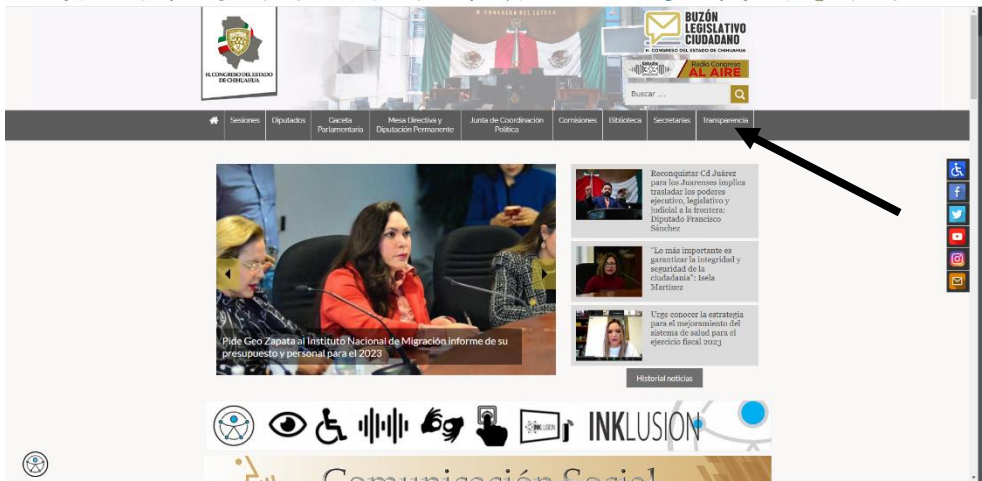 H. CONGRESO DEL ESTADO
H. CONGRESO DEL ESTADO
DE CHIHUAHUA
BUZÓN
LEGISLATIVO
CIUDADANO
H. CONGRESO DEL ESTADO DE CHIHUAHUA
Radio Congreso
AL AIRE
Buscar ...
Sesiones
Diputados
Gaceta
Parlamentaria
Mesa Directiva y
Diputación Permanente
Junta de Coordinación
Política
Comisiones
Biblioteca
Secretarías
Transparencia
Pide Geo Zapata al Instituto Nacional de Migración informe de su
presupuesto y personal para el 2023
Reconquistar Cd Juárez
para los Juarenses implica
trasladar los poderes
ejecutivo, legislativo y
judicial a la frontera:
Diputado Francisco
Sánchez
"Lo más importante es
garantizar la integridad y
seguridad de la
ciudadanía": Isela
Martínez
Urge conocer la estrategia
para el mejoramiento del
sistema de salud para el
ejercicio fiscal 2023
Historial noticias
INKLUSION
Comunicación Social